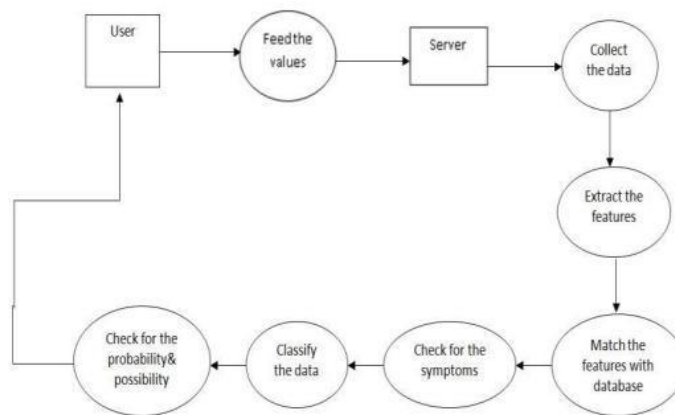 User
Feed the
values
Server
Collect
the data
Extract the
features
Match the
features with
database
Check for the
symptoms
Classify
the data
Check for the
probability&
possibility